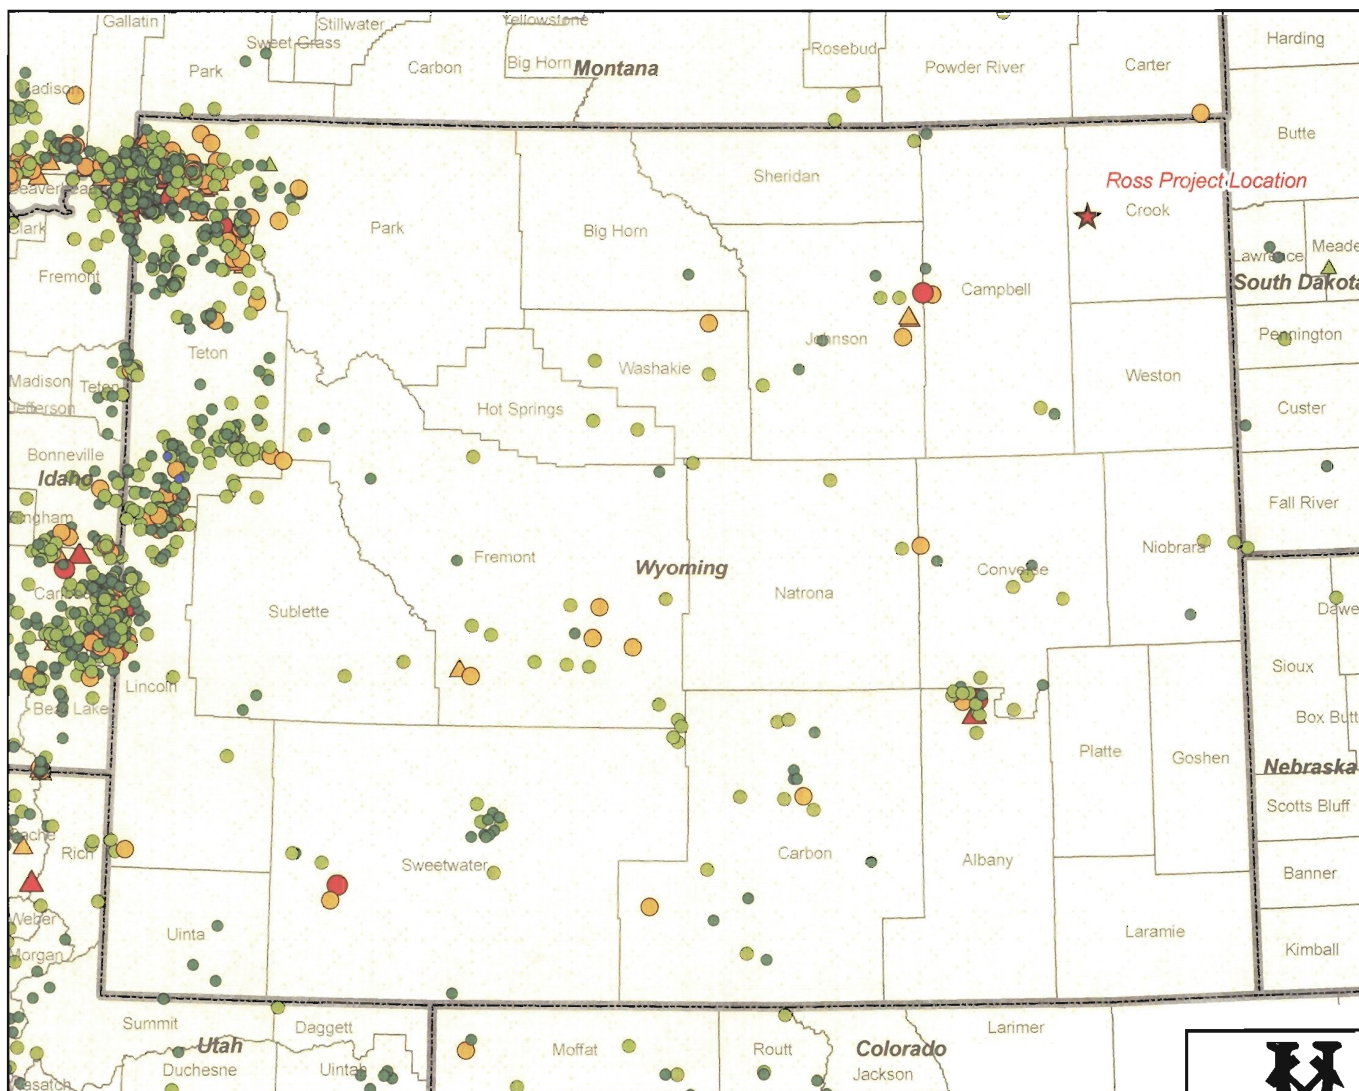 Gallatin
Stillwater
Yellowstone
Sweet Grass
Park
Carbon
Big Horn
Montana
Rosebud
Powder River
Carter
Harding
Madison
Butte
Ross Project Location
Sheridan
Crook
Beaverhead
Clark
Park
Big Horn
Lawrence
Meade
Fremont
South Dakota
Campbell
Johnson
Pennington
Teton
Washakie
Weston
Madison
Teton
Jefferson
Hot Springs
Custer
Bonneville
Idaho
Fall River
Bingham
Fremont
Wyoming
Niobrara
Converse
Natrona
Sublette
Dawe
Sioux
Lincoln
Bear Lake
Box Butt
Platte
Goshen
Nebraska
Scotts Bluff
Cache
Rich
Sweetwater
Carbon
Albany
Banner
Weber
Uinta
Laramie
Morgan
Kimball
Summit
Daggett
Larimer
Utah
Duchesne
Uintah
Moffat
Routt
Colorado
Jackson
Wasatch